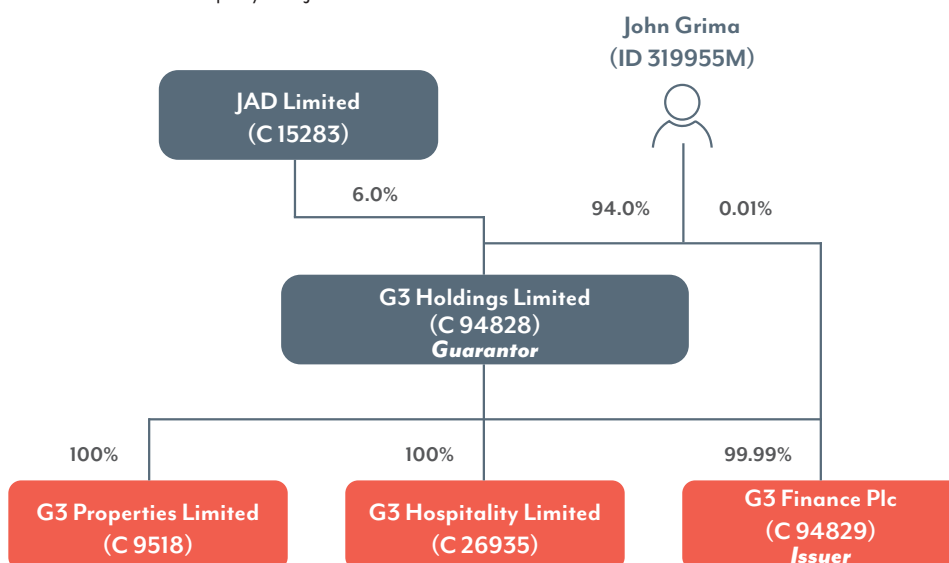 John Grima
(ID 319955M)
JAD Limited
(C 15283)
6.0%
94.0%
0.01%
G3 Holdings Limited
(C 94828)
Guarantor
100%
100%
99.99%
G3 Properties Limited
(C 9518)
G3 Hospitality Limited
(C 26935)
G3 Finance Plc
(C 94829)
Issuer